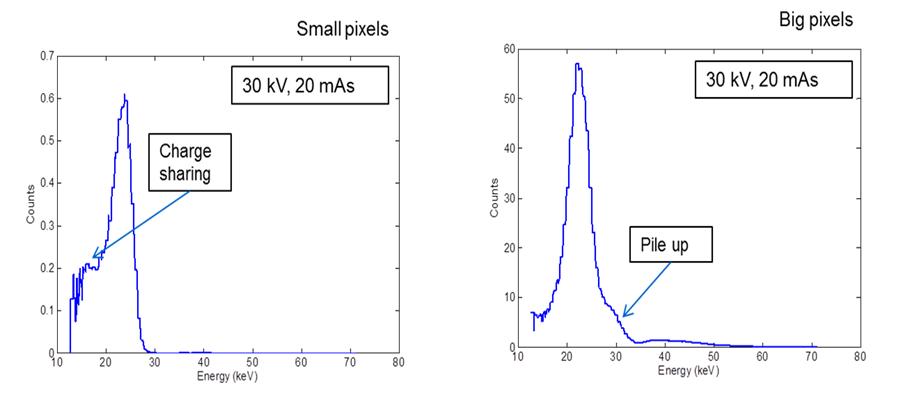 Small pixels
0.7
0.6
0.5
0.4
0.3
0.2
0.1
0
10 20 30 40 50 60 70 80
Counts
Energy (keV)
30 kV, 20 mAs
Charge
sharing
Big pixels
60
50
40
30
20
10
0
10 20 30 40 50 60 70 80
Counts
Energy (keV)
30 kV, 20 mAs
Pile up